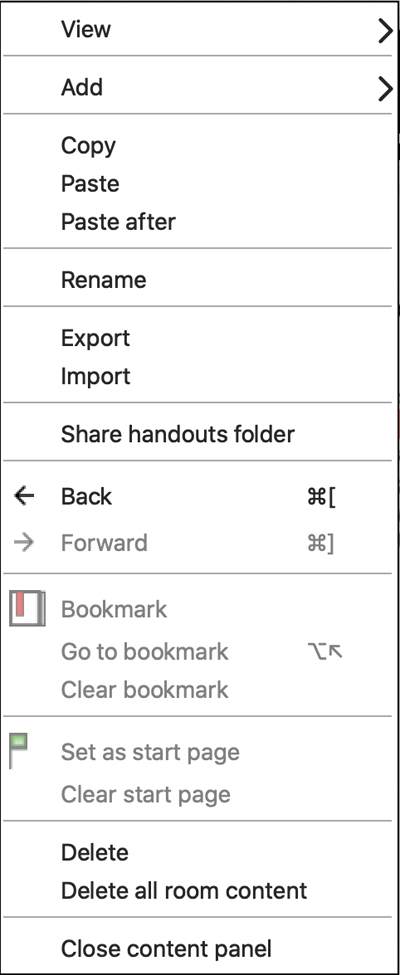 View
Add
Copy
Paste
Paste after
Rename
Export
Import
Share handouts folder
Back ⌘[
Forward ⌘]
Bookmark
Go to bookmark ⌥↖
Clear bookmark
Set as start page
Clear start page
Delete
Delete all room content
Close content panel